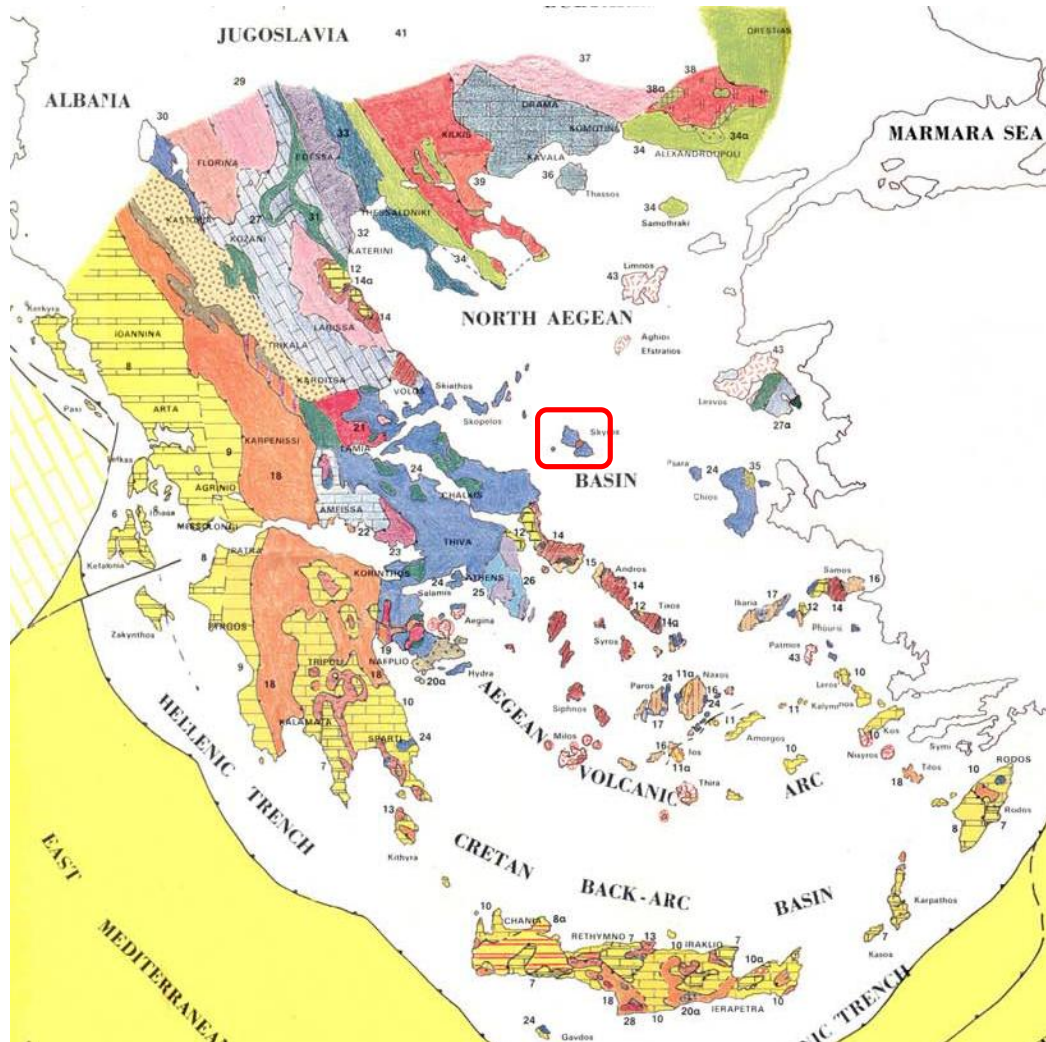 JUGOSLAVIA
41
37
ORESTIAS
29
38
38a
ALBANIA
30
33
DRAMA
KOMOTINA
34a
KILKIS
FLORINA
EDESSA
34
ALEXANDROUPOLI
MARMARA SEA
KAVALA
36
Thassos
39
KASTORIA
27
31
THESSALONIKI
34
Samothraki
KOZANI
32
KATERINI
34
12
14a
43
Limnos
14
Kerkyra
NORTH AEGEAN
IOANNINA
LARISSA
Aghios
Efstratios
8
TRIKALA
43
KARDITSA
VOLOS
Skiathos
Lesvos
Paxi
ARTA
Skopelos
27a
21
Skyros
KARPENISSI
LAMIA
Lefkas
9
BASIN
18
24
Psara
24
35
AGRINIO
CHALKIS
Chios
6
Ithaca
AMFISSA
MESSOLONGI
22
12
14
Kefalonia
8
PATRA
23
THIVA
15
KORINTHOS
Andros
Samos
16
24
ATHENS
26
14
17
Salamis
25
Ikaria
12
14
12
Tinos
Zakynthos
Aegina
Phourni
PYRGOS
Syros
14a
19
Patmos
9
TRIPOLI
NAFPLIO
43
18
18
20a
Hydra
24
11a
Naxos
10
Paros
16
Leros
10
AEGEAN
24
11
Kalymnos
KALAMATA
Siphnos
17
11
Kos
SPARTI
24
Amorgos
10
HELLENIC
Milos
16
Ios
10
Nisyros
Symi
7
11a
Tilos
10
RODOS
VOLCANIC
ARC
18
Thira
13
Rodos
TRENCH
8
7
EAST
Kithyra
CRETAN
BACK-ARC
BASIN
Karpathos
10
CHANIA
8a
RETHYMNO
7
13
10
IRAKLIO
7
7
10a
Kasos
MEDITERRANEAN
7
18
10
20a
IERAPETRA
10
28
24
Gavdos
NIC TRENCH